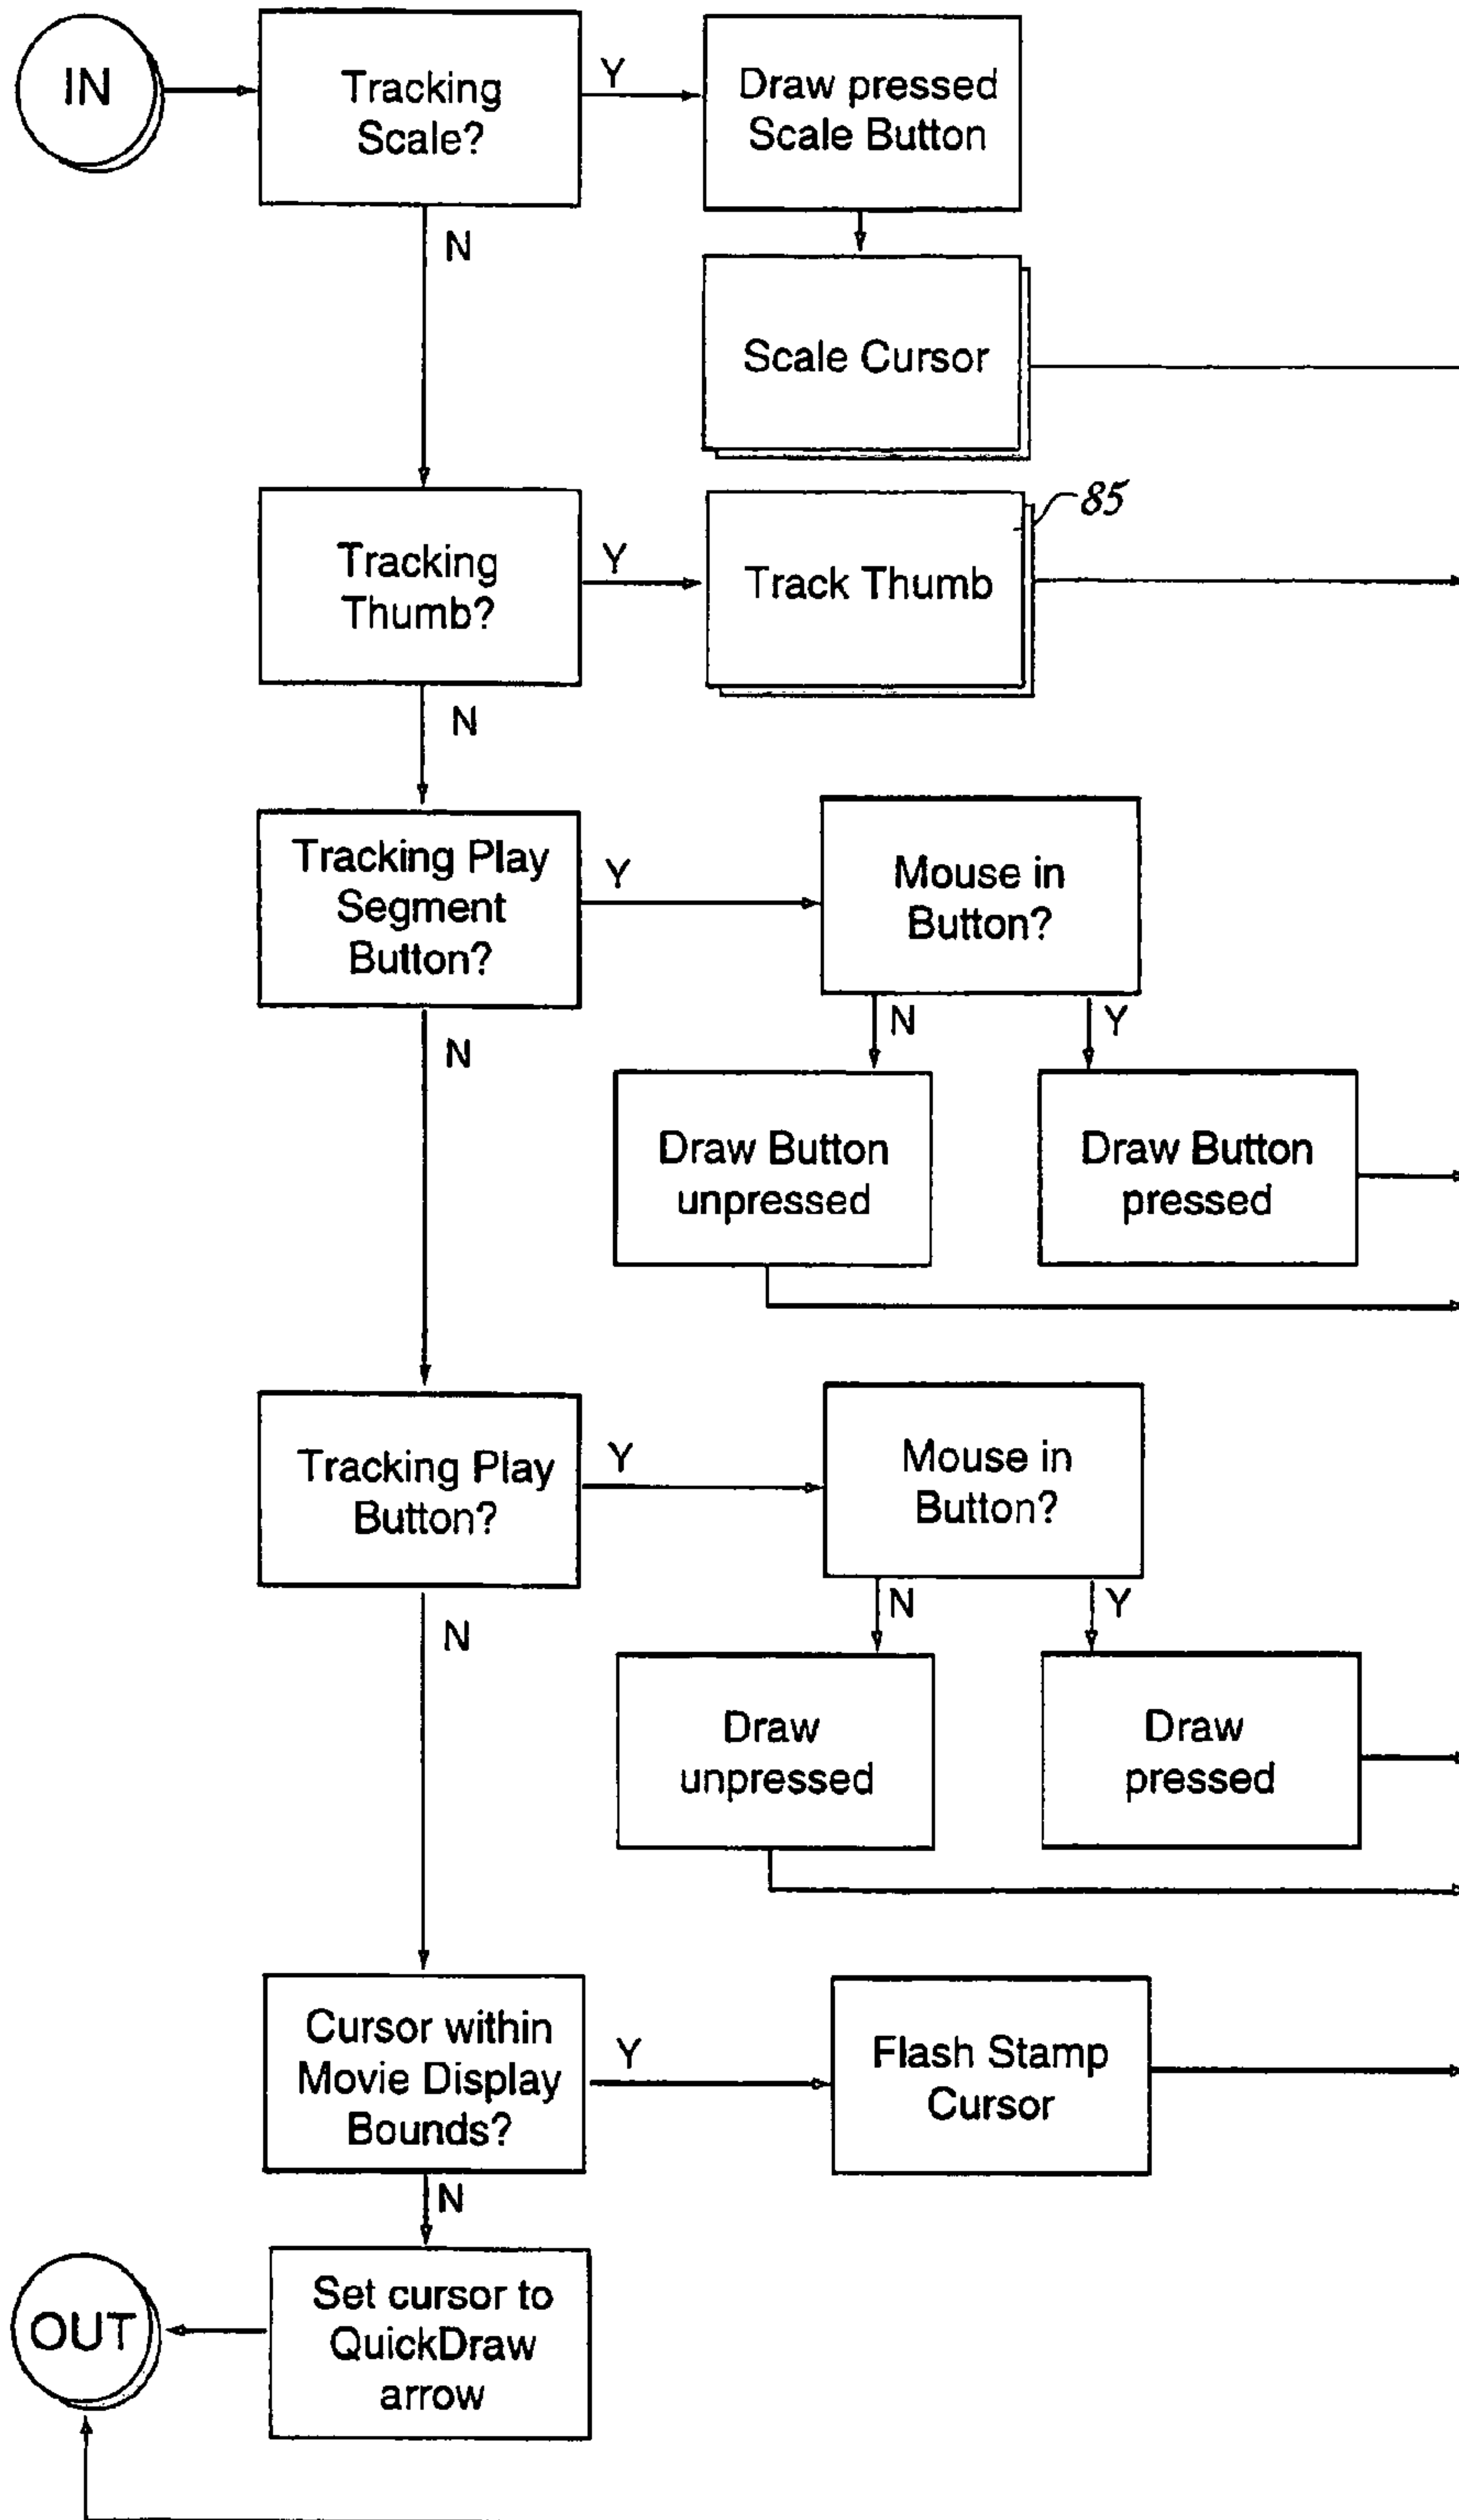 IN
Tracking
Scale?
Y
Draw pressed
Scale Button
N
Scale Cursor
85
Tracking
Thumb?
Y
Track Thumb
N
Tracking Play
Segment
Button?
Y
Mouse in
Button?
N
Y
N
Draw Button
unpressed
Draw Button
pressed
Tracking Play
Button?
Y
Mouse in
Button?
N
Y
N
Draw
unpressed
Draw
pressed
Cursor within
Movie Display
Bounds?
Y
Flash Stamp
Cursor
N
Set cursor to
QuickDraw
arrow
OUT